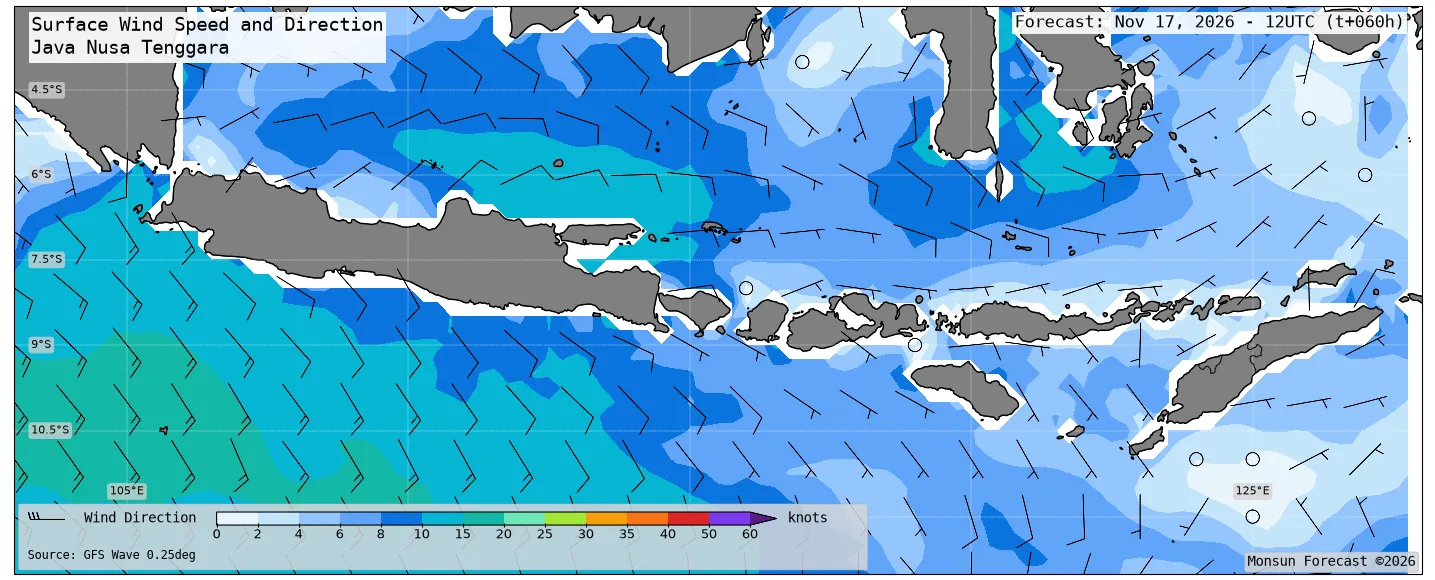 Surface Wind Speed and Direction
Java Nusa Tenggara
Forecast: Nov 17, 2026 - 12UTC (t+060h)
4.5°S
6°S
7.5°S
9°S
10.5°S
105°E
125°E
Wind Direction
0 2 4 6 8 10 15 20 25 30 35 40 50 60
knots
Source: GFS Wave 0.25deg
Monsun Forecast ©2026